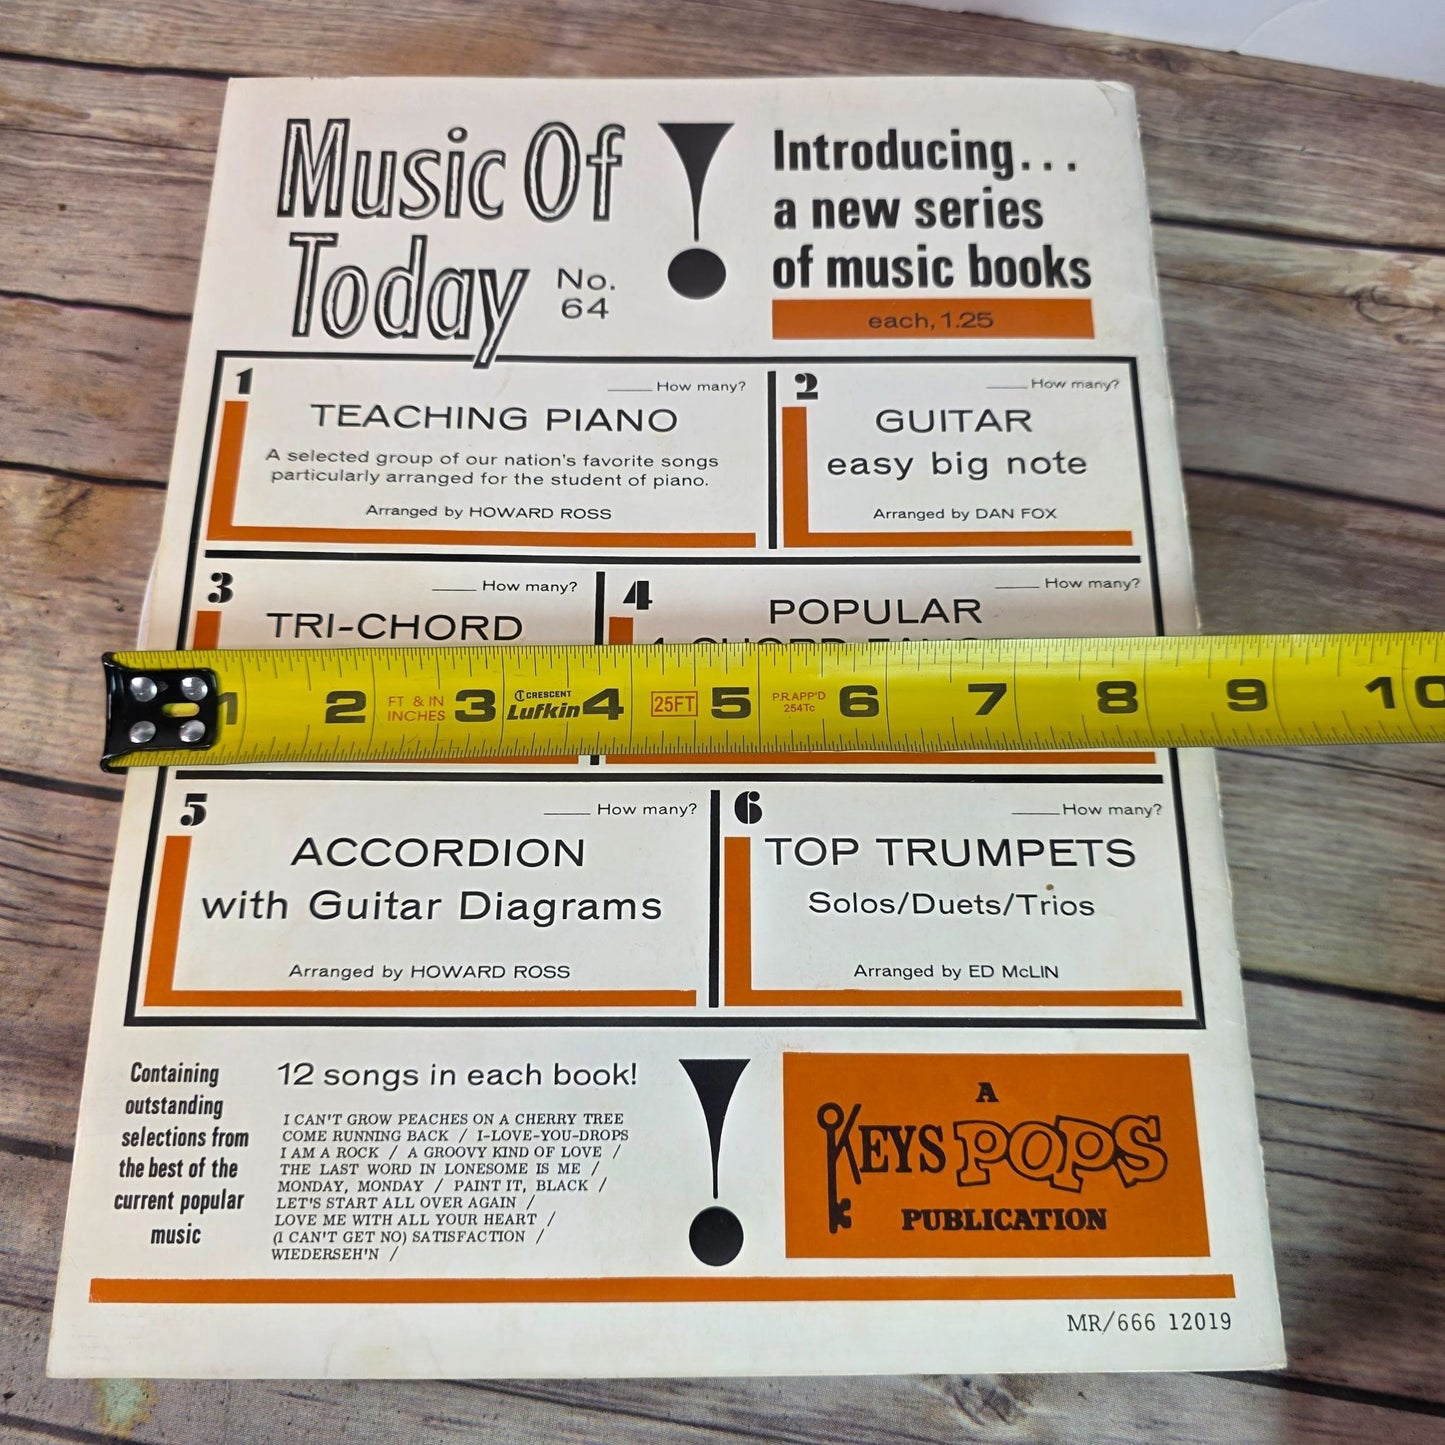 Music Of
Today
No.
64
Introducing...
a new series
of music books
each, 1.25
1
How many?
TEACHING PIANO
A selected group of our nation's favorite songs
particularly arranged for the student of piano.
Arranged by HOWARD ROSS
2
How many?
GUITAR
easy big note
Arranged by DAN FOX
3
How many?
TRI-CHORD
4
How many?
POPULAR
1 2 3 4 5 6 7 8 9 10
FT & IN
INCHES
CRESCENT
Lufkin
25FT
P.R.APP'D
254Tc
5
How many?
ACCORDION
with Guitar Diagrams
Arranged by HOWARD ROSS
6
How many?
TOP TRUMPETS
Solos/Duets/Trios
Arranged by ED McLIN
Containing
outstanding
selections from
the best of the
current popular
music
12 songs in each book!
I CAN'T GROW PEACHES ON A CHERRY TREE
COME RUNNING BACK / I-LOVE-YOU-DROPS
I AM A ROCK / A GROOVY KIND OF LOVE /
THE LAST WORD IN LONESOME IS ME /
MONDAY, MONDAY / PAINT IT, BLACK /
LET'S START ALL OVER AGAIN /
LOVE ME WITH ALL YOUR HEART /
(I CAN'T GET NO) SATISFACTION /
WIEDERSEH'N /
A
KEYS POPS
PUBLICATION
MR/666 12019